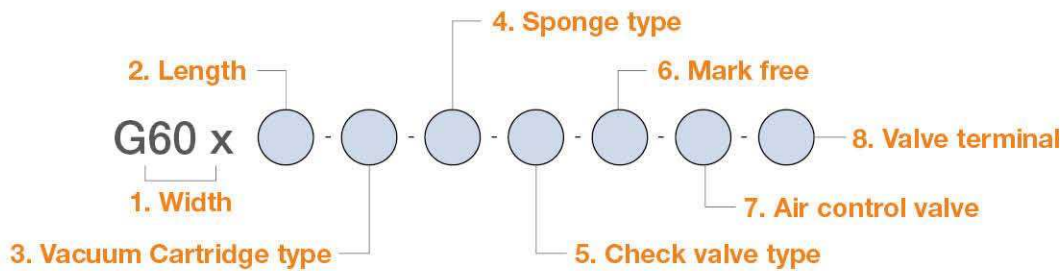 4. Sponge type
2. Length
6. Mark free
G60 x - - - - - -
8. Valve terminal
1. Width
7. Air control valve
3. Vacuum Cartridge type
5. Check valve type